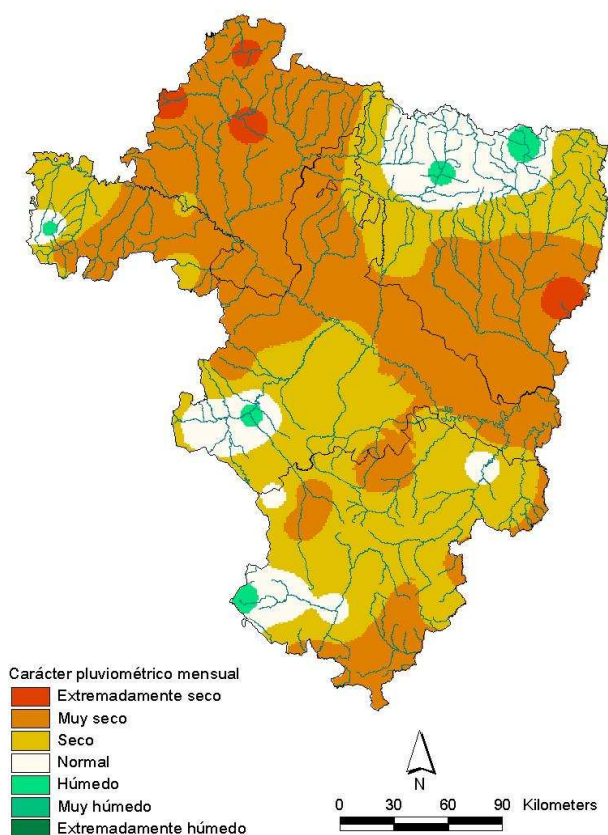 Carácter pluviométrico mensual
Extremadamente seco
Muy seco
Seco
Normal
Húmedo
Muy húmedo
Extremadamente húmedo
N
0 30 60 90 Kilometers